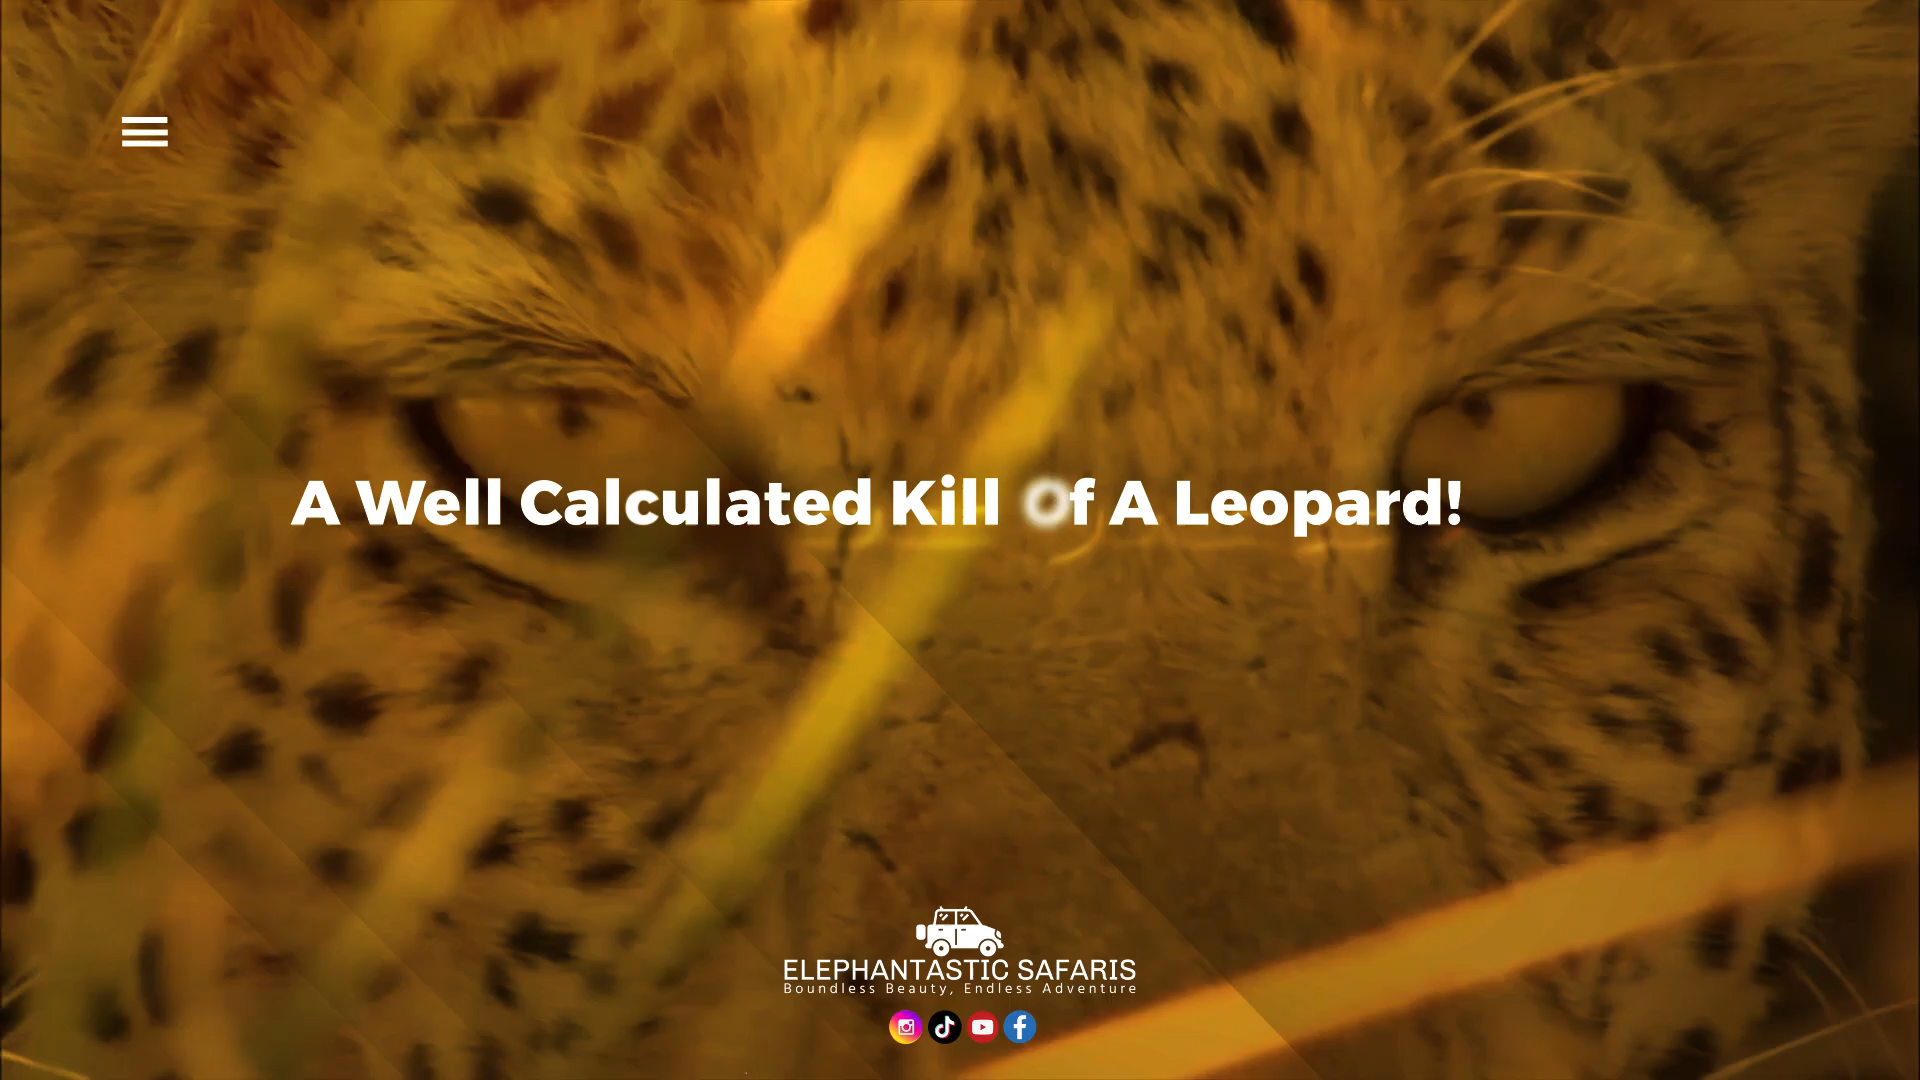 A Well Calculated Kill Of A Leopard!
ELEPHANTASTIC SAFARIS
Boundless Beauty, Endless Adventure